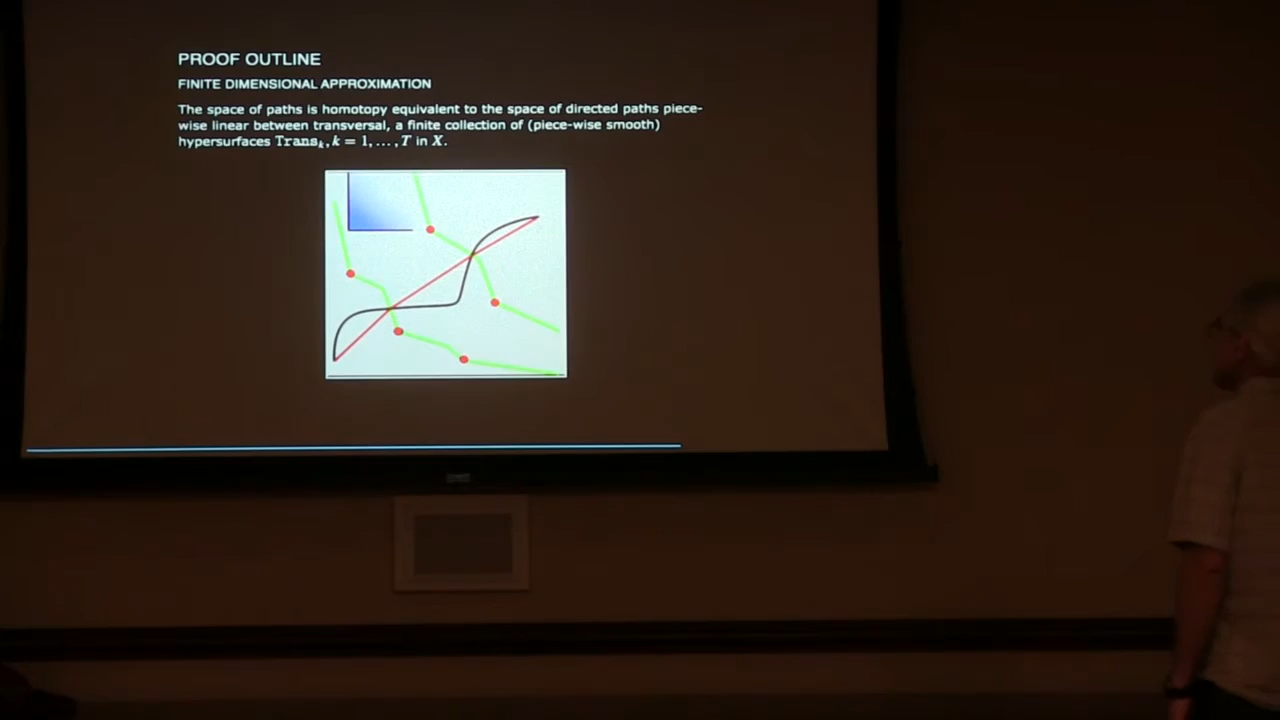 PROOF OUTLINE
FINITE DIMENSIONAL APPROXIMATION
The space of paths is homotopy equivalent to the space of directed paths piece-
wise linear between transversal, a finite collection of (piece-wise smooth)
hypersurfaces Transₖ, k = 1, … , T in X.